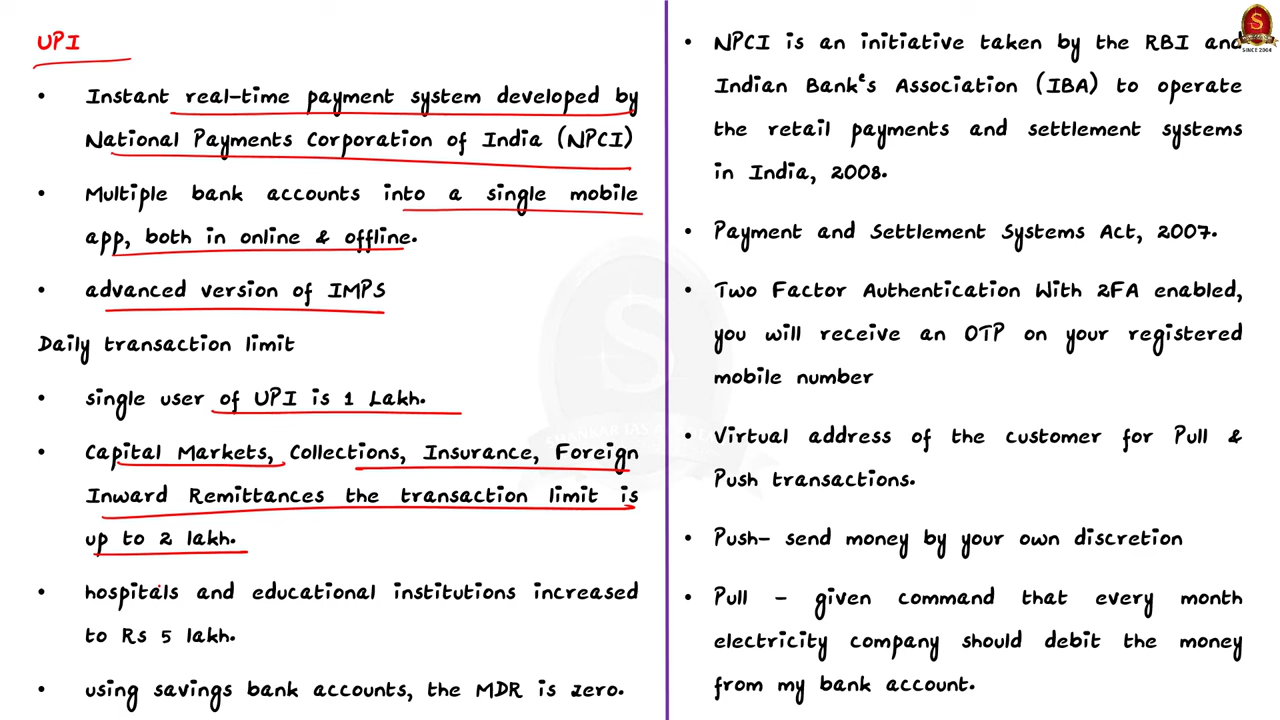 UPI
• Instant real-time payment system developed by
National Payments Corporation of India (NPCI)
• Multiple bank accounts into a single mobile
app, both in online & offline.
• advanced version of IMPS
Daily transaction limit
• single user of UPI is 1 Lakh.
• Capital Markets, Collections, Insurance, Foreign
Inward Remittances the transaction limit is
up to 2 lakh.
• hospitals and educational institutions increased
to Rs 5 lakh.
• using savings bank accounts, the MDR is zero.
• NPCI is an initiative taken by the RBI and
Indian Bank's Association (IBA) to operate
the retail payments and settlement systems
in India, 2008.
• Payment and Settlement Systems Act, 2007.
• Two Factor Authentication With 2FA enabled,
you will receive an OTP on your registered
mobile number
• Virtual address of the customer for Pull &
Push transactions.
• Push- send money by your own discretion
• Pull - given command that every month
electricity company should debit the money
from my bank account.
S
SINCE 2004
S
SHANKAR IAS ACADEMY